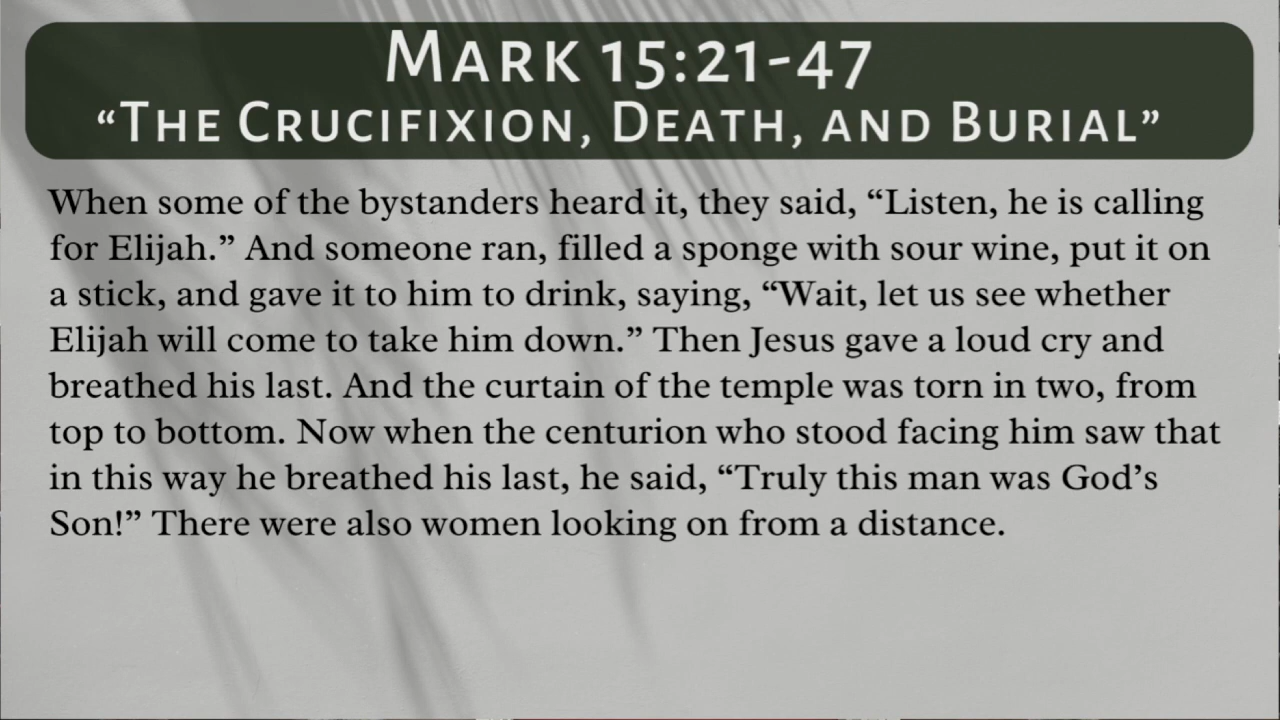 Mark 15:21-47
“The Crucifixion, Death, and Burial”
When some of the bystanders heard it, they said, “Listen, he is calling
for Elijah.” And someone ran, filled a sponge with sour wine, put it on
a stick, and gave it to him to drink, saying, “Wait, let us see whether
Elijah will come to take him down.” Then Jesus gave a loud cry and
breathed his last. And the curtain of the temple was torn in two, from
top to bottom. Now when the centurion who stood facing him saw that
in this way he breathed his last, he said, “Truly this man was God’s
Son!” There were also women looking on from a distance.